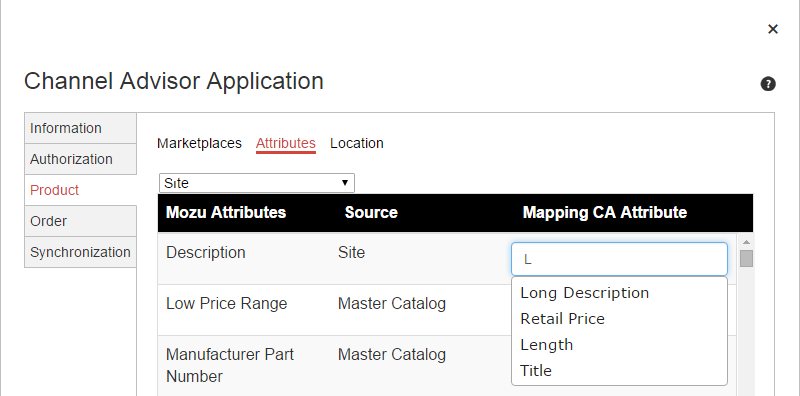 ×
Channel Advisor Application
?
Information
Authorization
Product
Order
Synchronization
Marketplaces Attributes Location
Site
Mozu Attributes Source Mapping CA Attribute
Description Site L
Long Description
Low Price Range Master Catalog
Retail Price
Length
Manufacturer Part Master Catalog
Number
Title